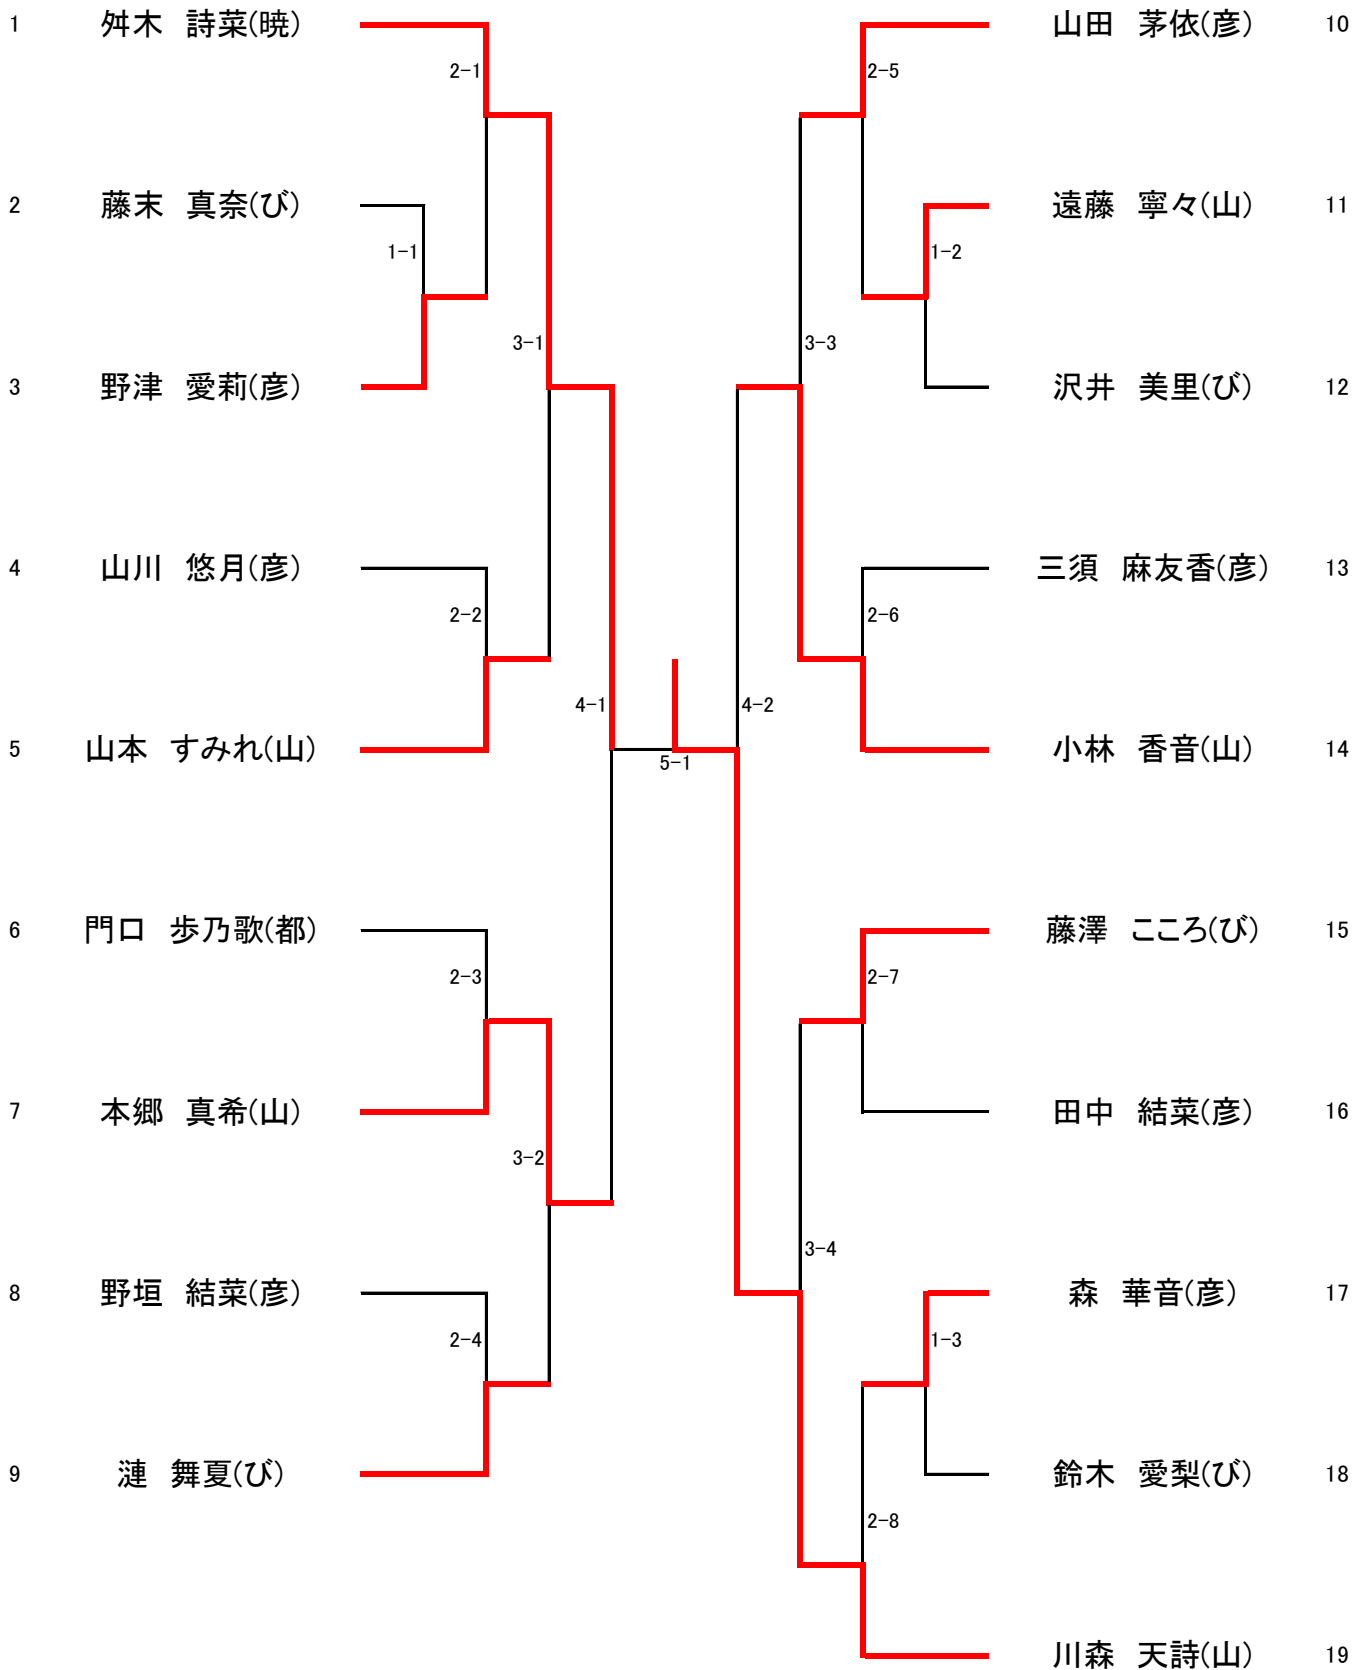 1 舛木 詩菜(暁)
2-1
2 藤末 真奈(び)
1-1
3-1
3 野津 愛莉(彦)
4 山川 悠月(彦)
2-2
4-1
5 山本 すみれ(山)
5-1
6 門口 歩乃歌(都)
2-3
7 本郷 真希(山)
3-2
8 野垣 結菜(彦)
2-4
9 漣 舞夏(び)
山田 茅依(彦) 10
2-5
遠藤 寧々(山) 11
1-2
3-3
沢井 美里(び) 12
三須 麻友香(彦) 13
2-6
4-2
小林 香音(山) 14
藤澤 こころ(び) 15
2-7
田中 結菜(彦) 16
3-4
森 華音(彦) 17
1-3
鈴木 愛梨(び) 18
2-8
川森 天詩(山) 19